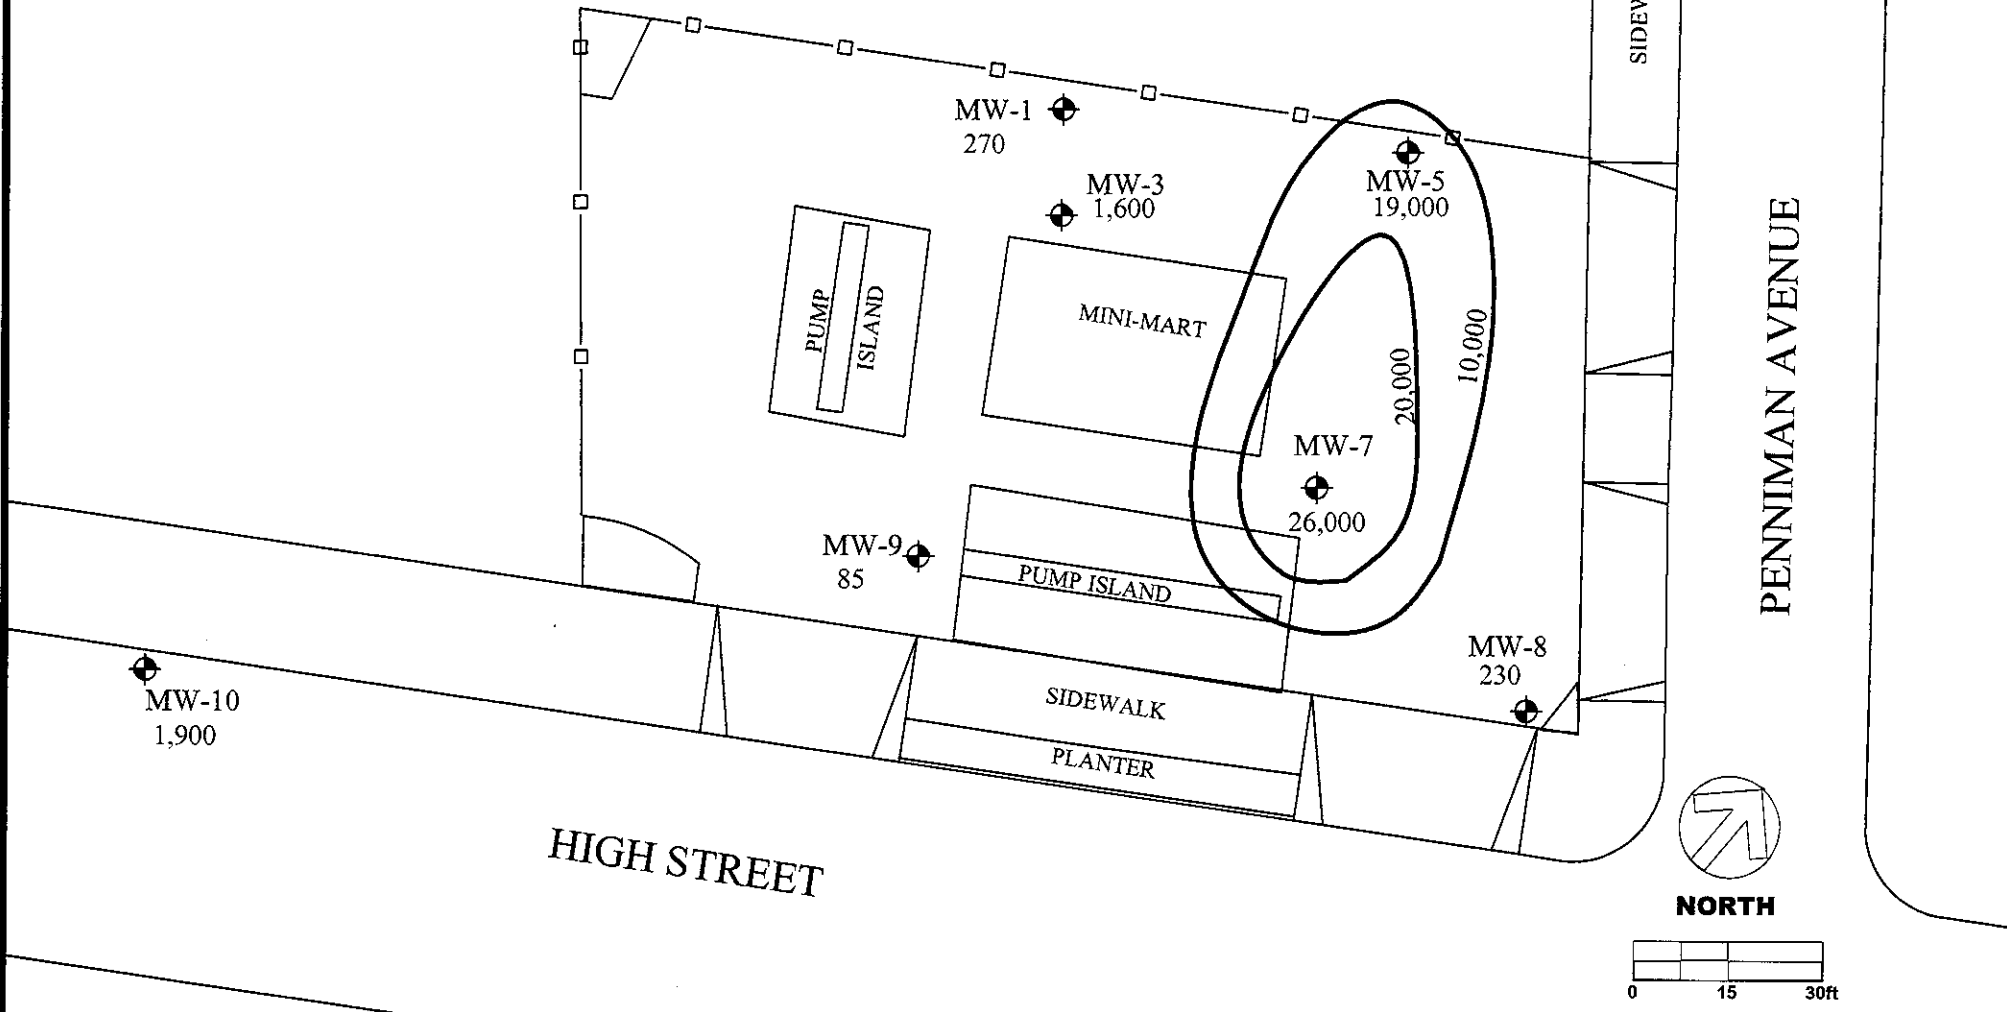 SIDEW
MW-1
270
MW-3
1,600
MW-5
19,000
PUMP
ISLAND
MINI-MART
20,000
10,000
PENNIMAN AVENUE
MW-7
26,000
MW-9
85
PUMP ISLAND
MW-8
230
MW-10
1,900
SIDEWALK
PLANTER
HIGH STREET
NORTH
0 15 30ft